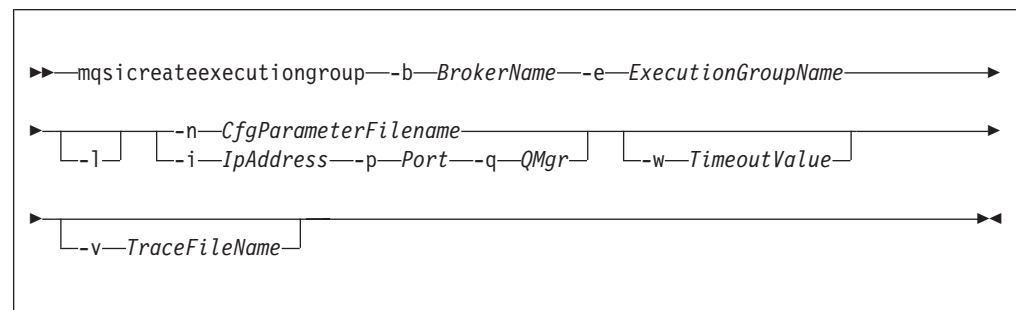 mqsicreateexecutiongroup -b BrokerName -e ExecutionGroupName
-n CfgParameterFilename
-l -i IpAddress -p Port -q QMgr -w TimeoutValue
-v TraceFileName